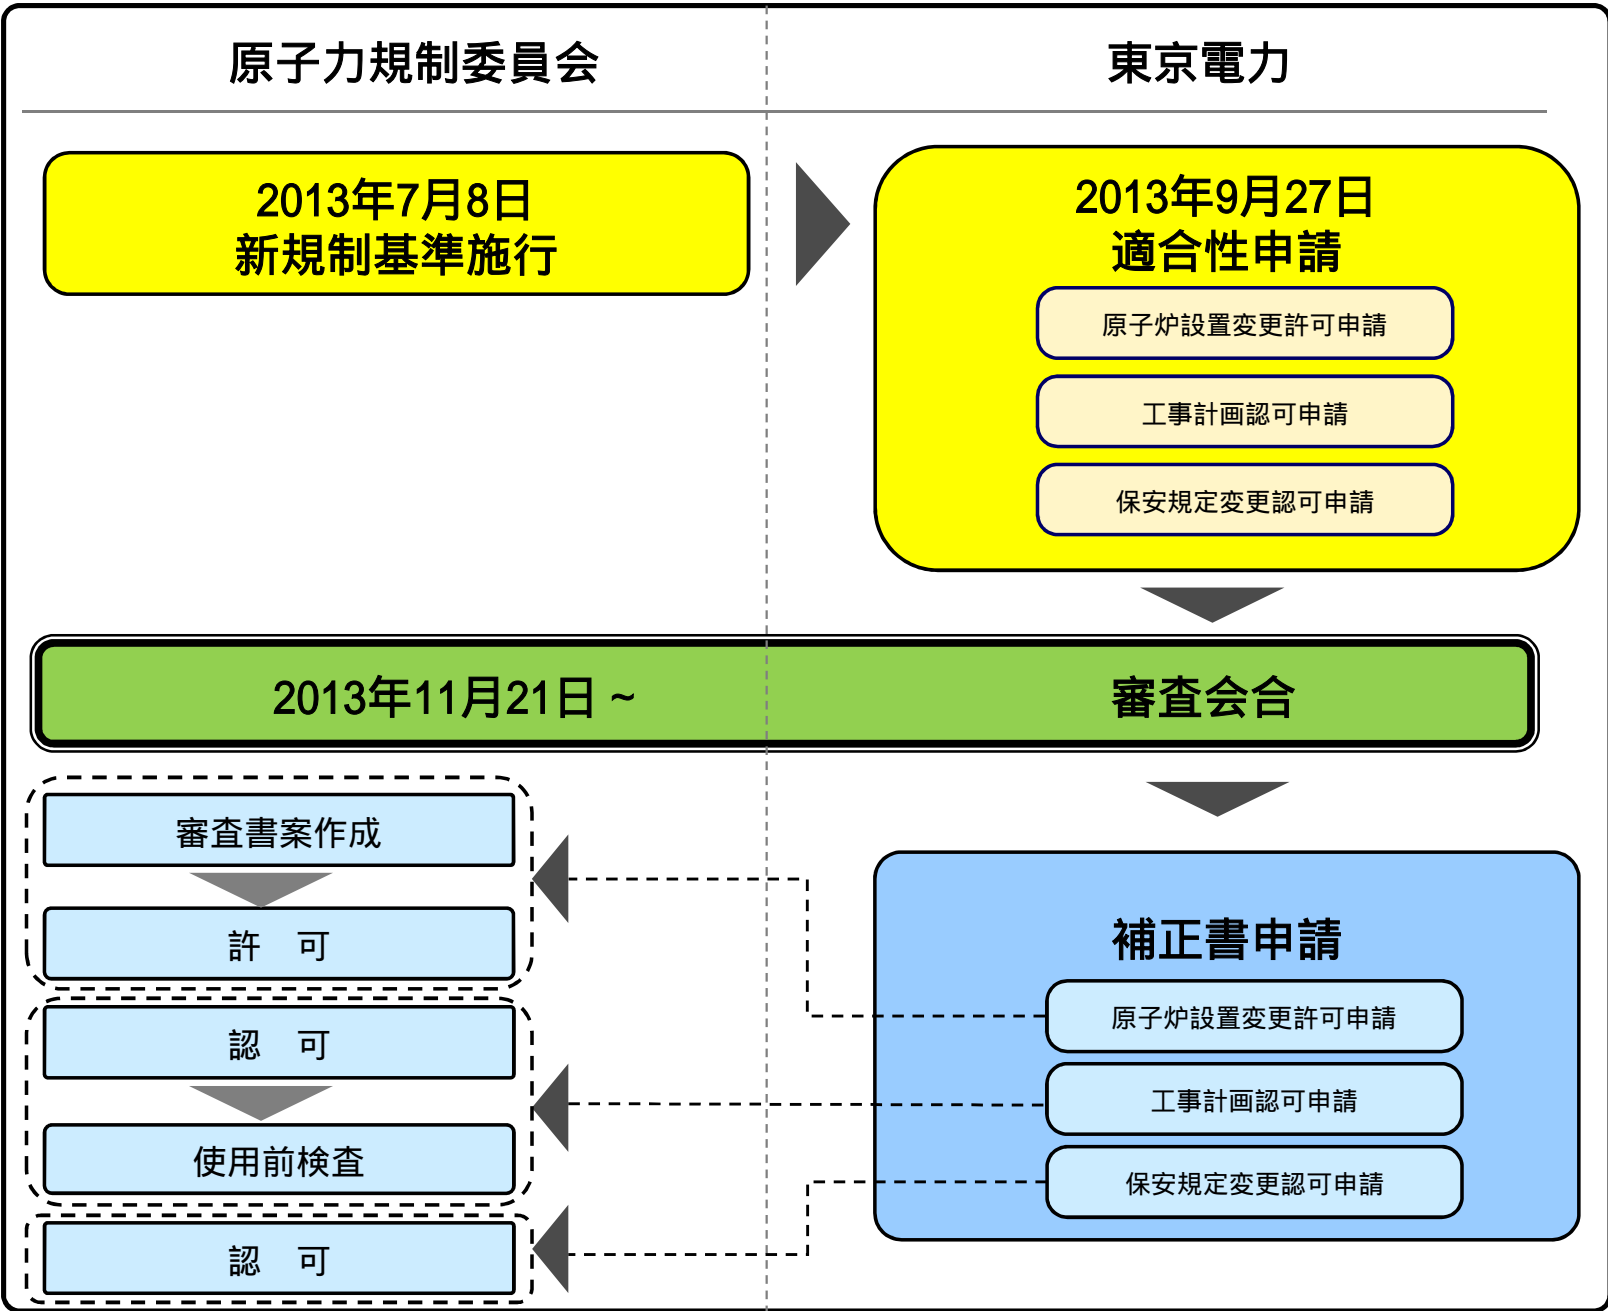 原子力規制委員会
東京電力
2013年7月8日
新規制基準施行
2013年9月27日
適合性申請
原子炉設置変更許可申請
工事計画認可申請
保安規定変更認可申請
2013年11月21日 ~
審査会合
審査書案作成
許　可
認　可
使用前検査
認　可
補正書申請
原子炉設置変更許可申請
工事計画認可申請
保安規定変更認可申請